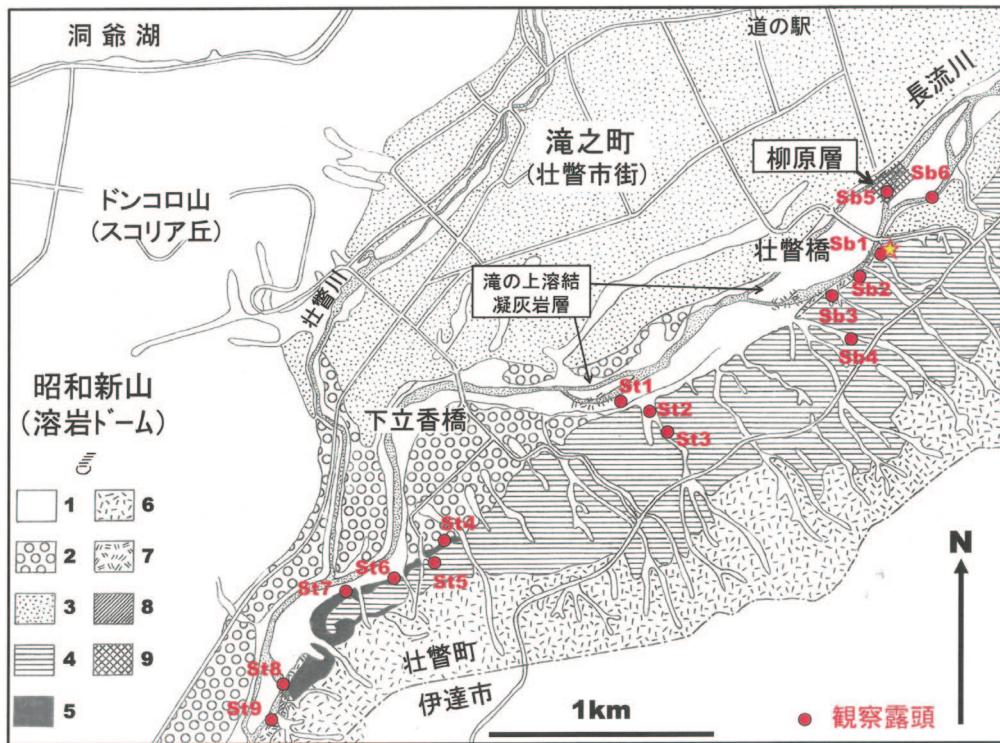 洞爺湖
道の駅
長流川
滝之町
(壮瞥市街)
柳原層
Sb6
Sb5
ドンコロ山
(スコリア丘)
壮瞥橋
Sb1
Sb2
滝の上溶結
凝灰岩層
壮瞥川
Sb3
Sb4
昭和新山
(溶岩ドーム)
下立香橋
St1
St2
St3
1
6
2
7
3
8
4
9
5
St4
St5
St6
St7
N
St8
St9
壮瞥町
伊達市
1km
観察露頭